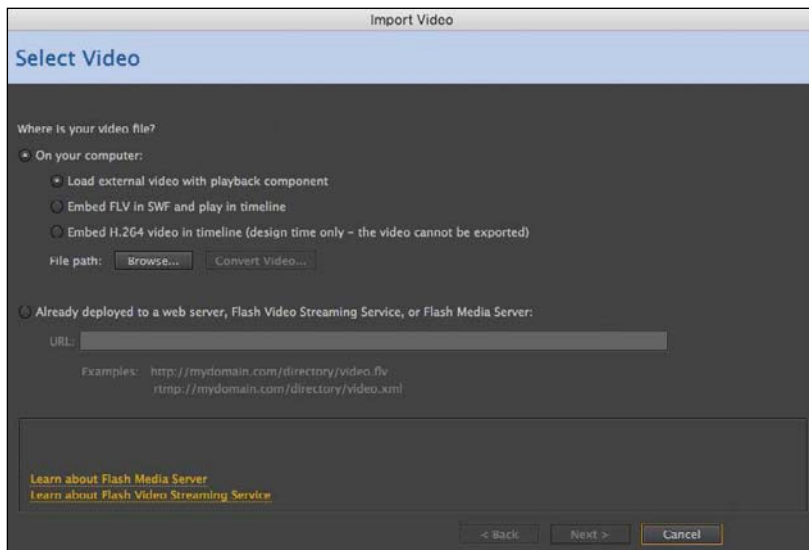 Import Video
Select Video
Where is your video file?
On your computer:
Load external video with playback component
Embed FLV in SWF and play in timeline
Embed H.264 video in timeline (design time only - the video cannot be exported)
File path: Browse... Convert Video...
Already deployed to a web server, Flash Video Streaming Service, or Flash Media Server:
URL:
Examples: http://mydomain.com/directory/video.flv
rtmp://mydomain.com/directory/video.xml
Learn about Flash Media Server
Learn about Flash Video Streaming Service
< Back Next > Cancel